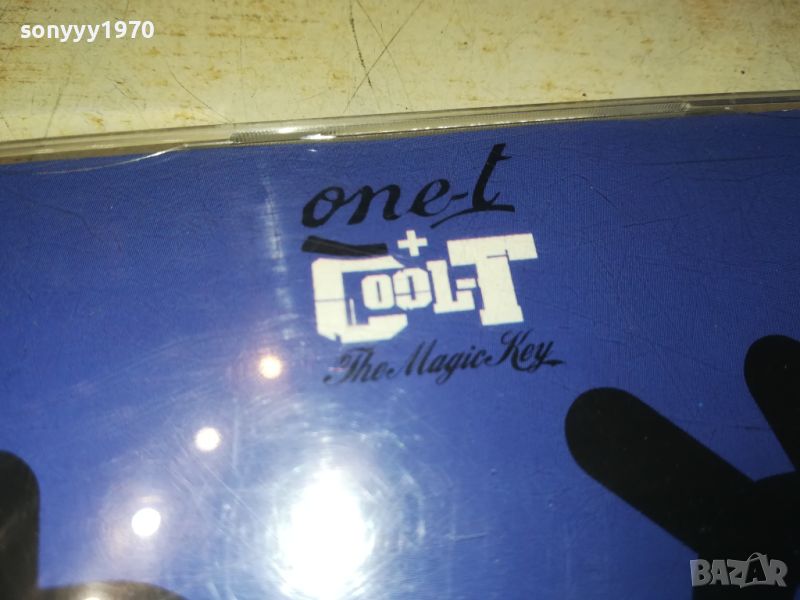 sonyyy1970
one-t
+
COOL-T
The Magic Key
BAZAR